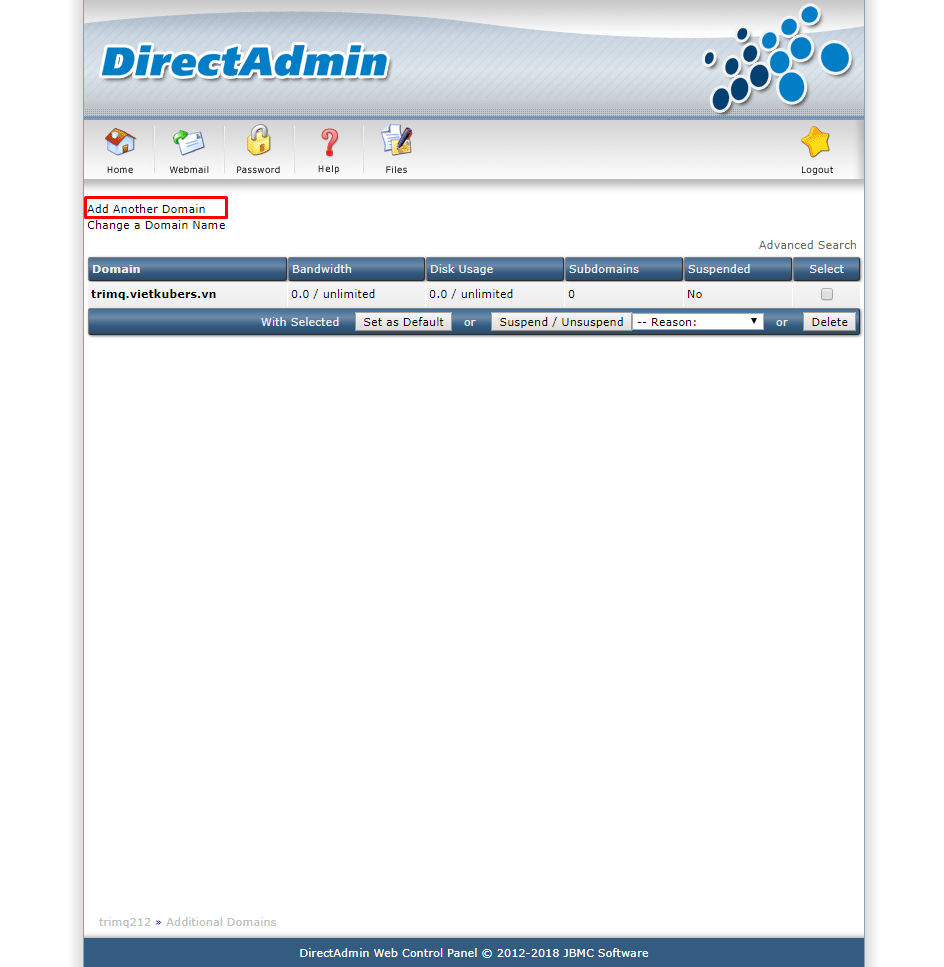 DirectAdmin
Home Webmail Password Help Files Logout
Add Another Domain
Change a Domain Name
Advanced Search
Domain Bandwidth Disk Usage Subdomains Suspended Select
trimq.vietkubers.vn 0.0 / unlimited 0.0 / unlimited 0 No
With Selected Set as Default or Suspend / Unsuspend -- Reason: or Delete
trimq212 » Additional Domains
DirectAdmin Web Control Panel © 2012-2018 JBMC Software